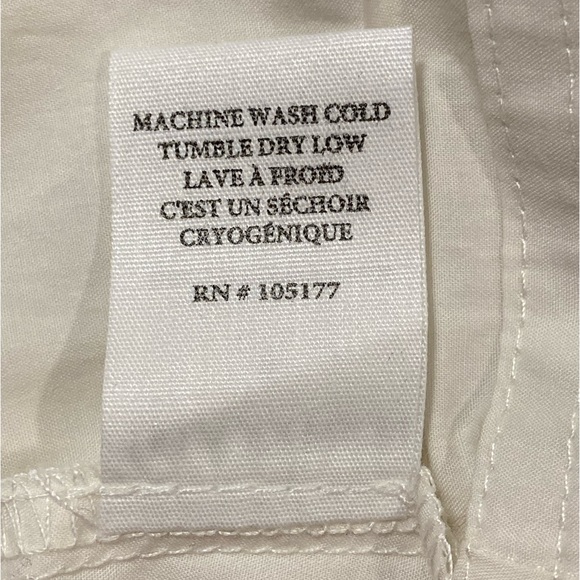 MACHINE WASH COLD
TUMBLE DRY LOW
LAVE À FROID
C'EST UN SÉCHOIR
CRYOGÉNIQUE
RN # 105177